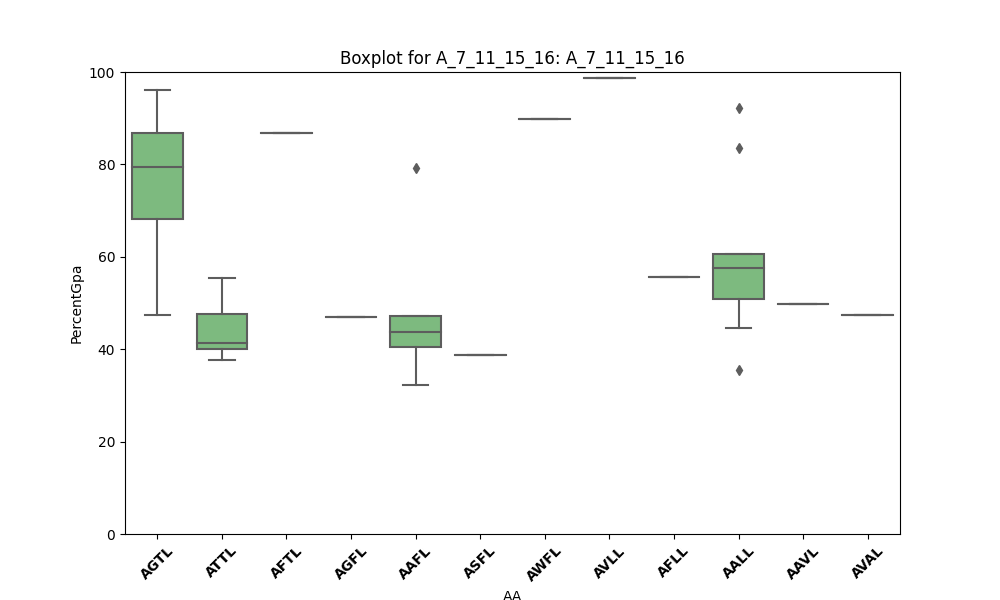 Boxplot for A_7_11_15_16: A_7_11_15_16
PercentGpa
100
80
60
40
20
0
AGTL
ATTL
AFTL
AGFL
AAFL
ASFL
AWFL
AVLL
AFLL
AALL
AAVL
AVAL
AA